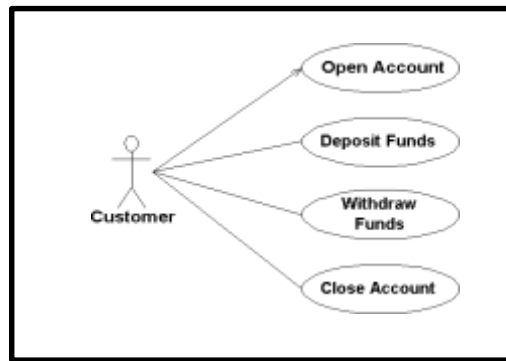 Open Account
Deposit Funds
Customer
Withdraw
Funds
Close Account